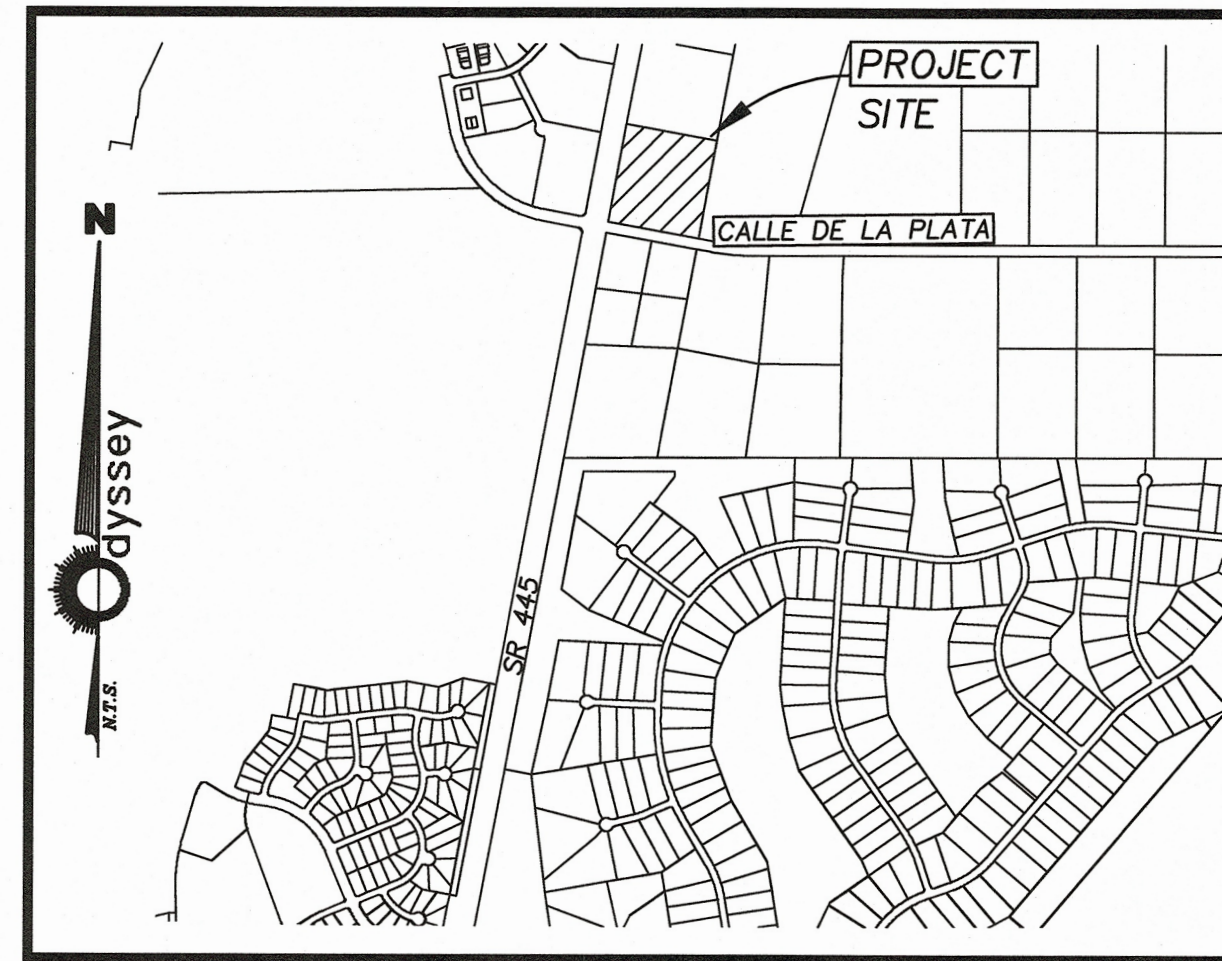 PROJECT
SITE
CALLE DE LA PLATA
N
Odyssey
N.T.S.
SR 445